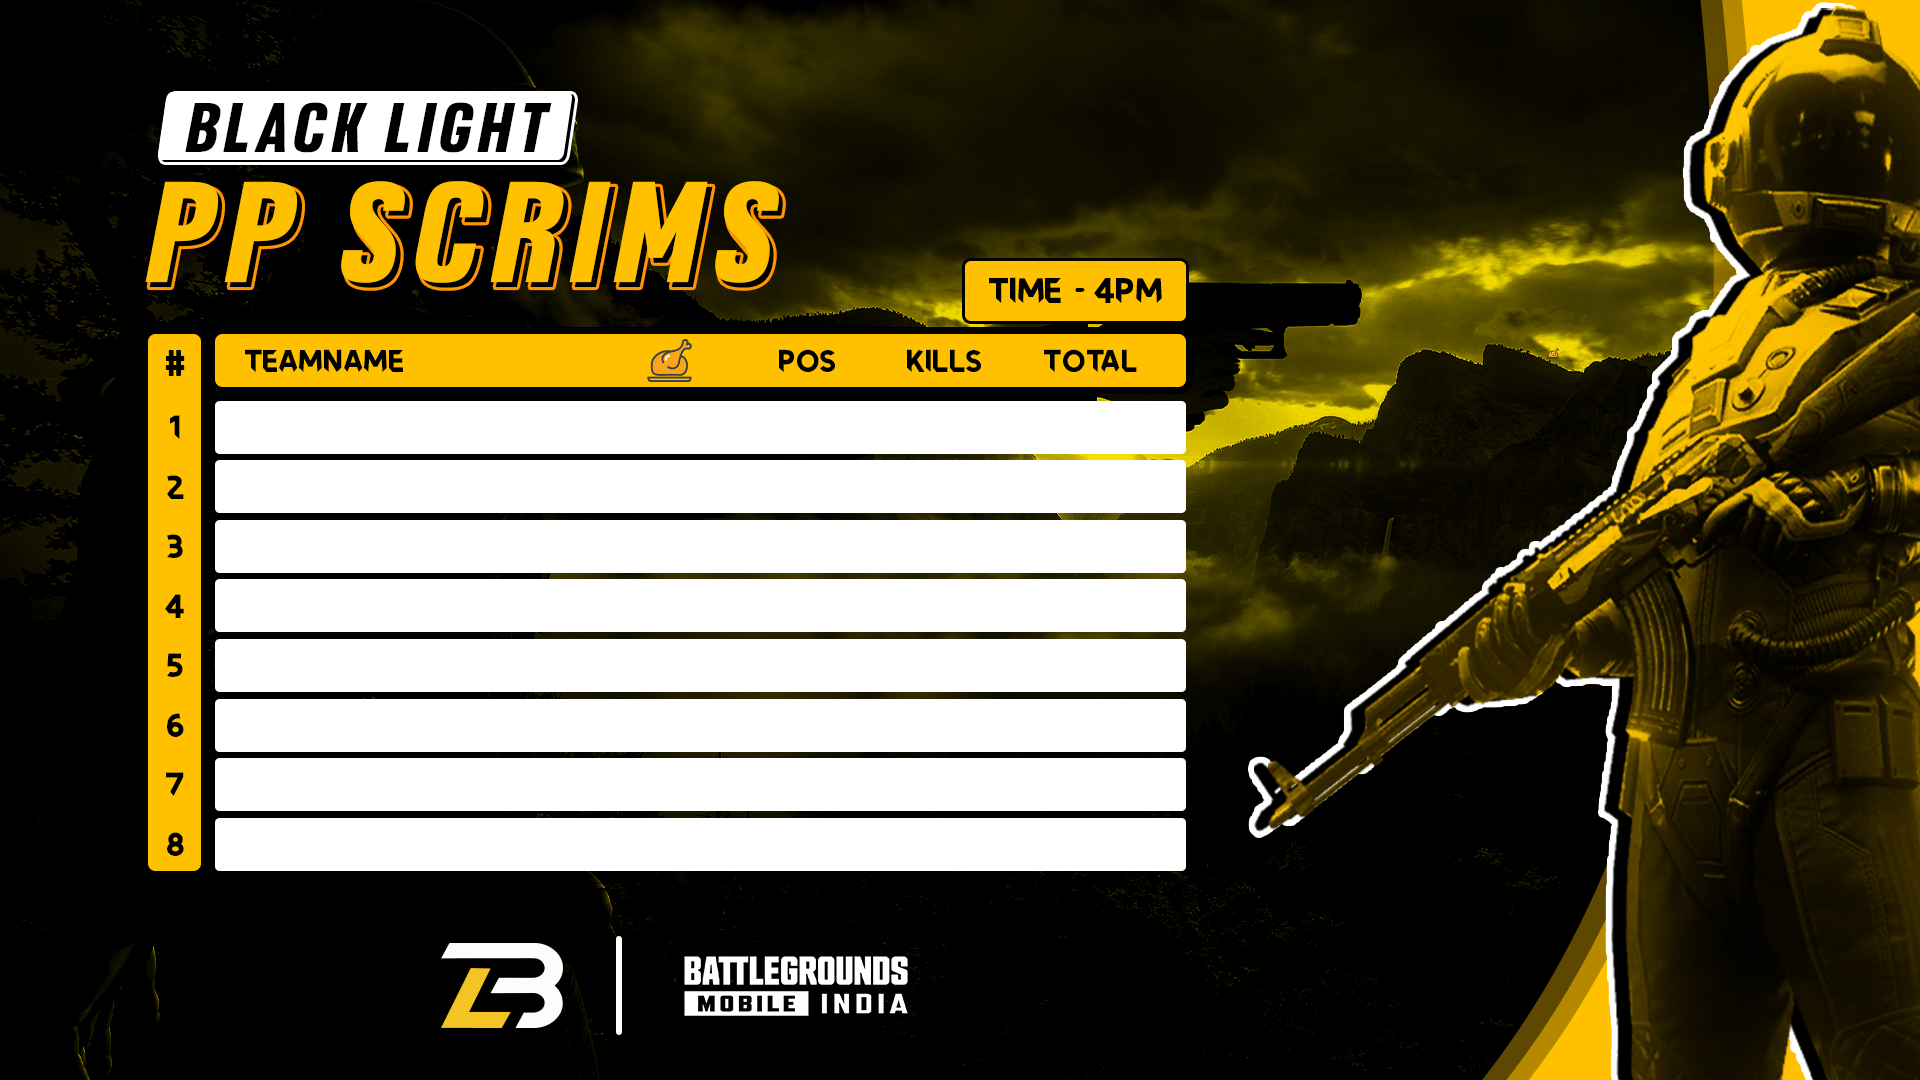 BLACK LIGHT
PP SCRIMS
TIME - 4PM
# TEAMNAME POS KILLS TOTAL
1
2
3
4
5
6
7
8
BATTLEGROUNDS
MOBILE INDIA